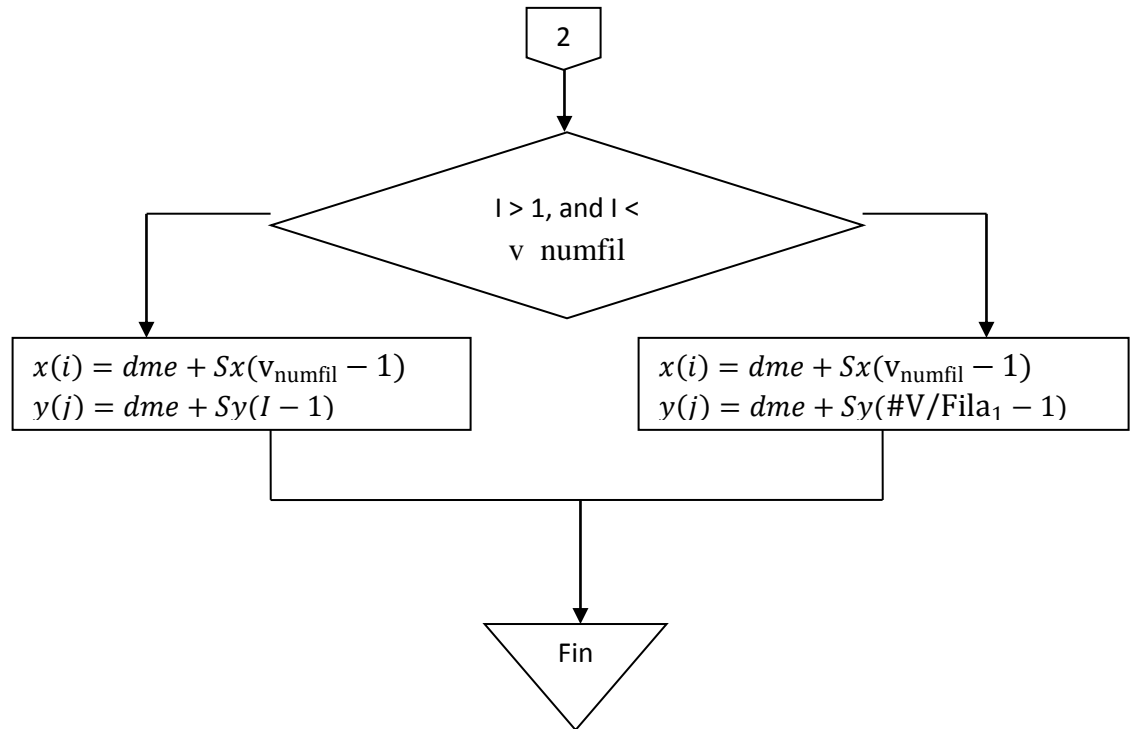 2
I > 1, and I <
v numfil
x(i) = dme + Sx(v_numfil − 1)
y(j) = dme + Sy(I − 1)
x(i) = dme + Sx(v_numfil − 1)
y(j) = dme + Sy(#V/Fila₁ − 1)
Fin